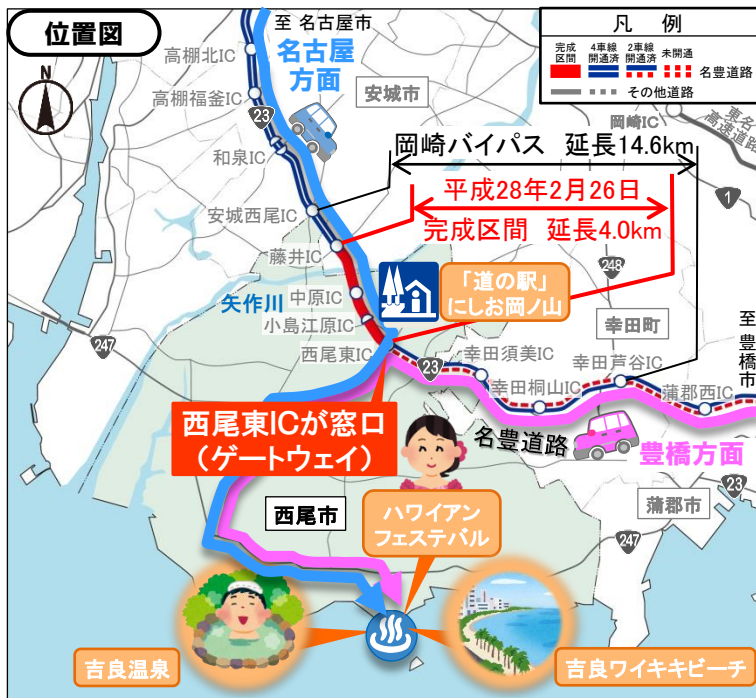 位置図
至 名古屋市
名古屋
方面
凡 例
完成
区間
4車線
開通済
2車線
開通済
未開通
名豊道路
その他道路
N
高棚北IC
高棚福釜IC
23
安城市
和泉IC
岡崎IC
東名
高速道路
岡崎バイパス 延長14.6km
平成28年2月26日
完成区間 延長4.0km
1
安城西尾IC
藤井IC
矢作川
中原IC
小島江原IC
「道の駅」
にしお岡ノ山
248
幸田町
至 豊橋市
247
西尾東IC
23
幸田須美IC
幸田芦谷IC
幸田桐山IC
蒲郡西IC
西尾東ICが窓口
(ゲートウェイ)
名豊道路
豊橋方面
23
蒲郡市
西尾市
ハワイアン
フェステバル
247
吉良温泉
吉良ワイキキビーチ